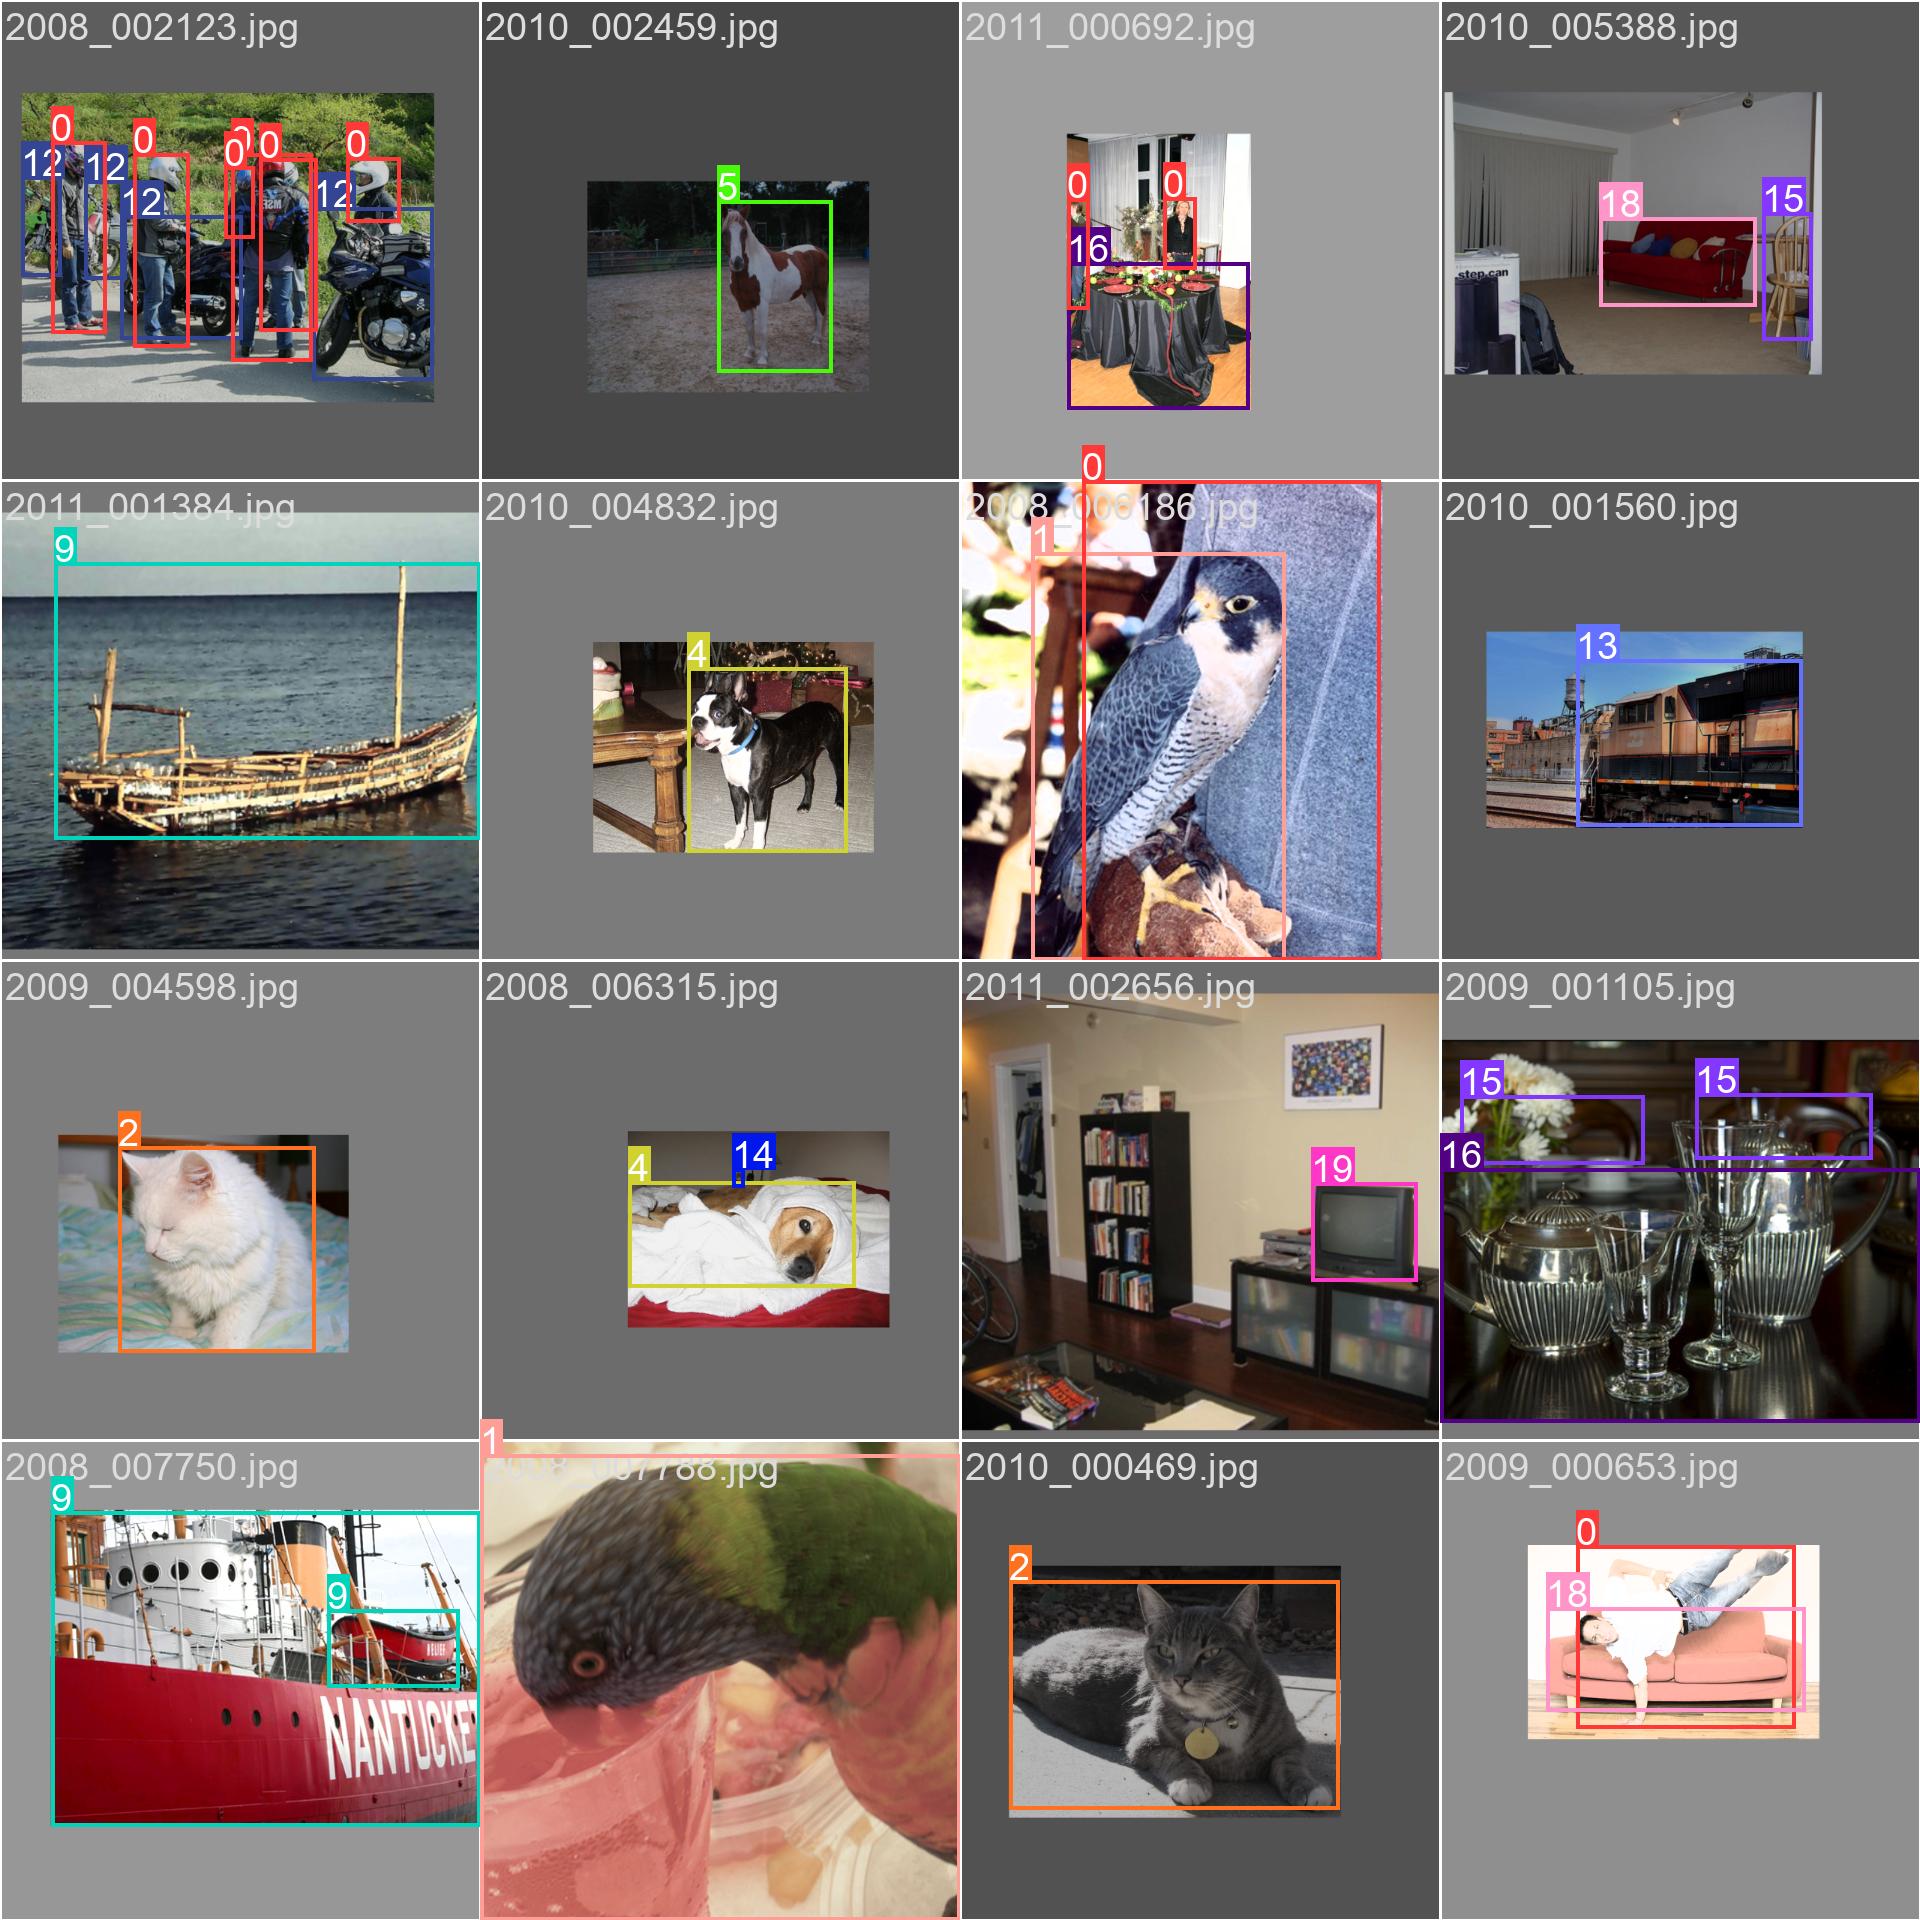 2008_002123.jpg
2010_002459.jpg
2011_000692.jpg
2010_005388.jpg
0
0
0
0
0
0
12
12
12
12
MSF
5
0
0
16
18
15
step.can
2011_001384.jpg
2010_004832.jpg
2008_006186.jpg
2010_001560.jpg
9
4
0
1
13
2009_004598.jpg
2008_006315.jpg
2011_002656.jpg
2009_001105.jpg
2
4
14
19
15
15
16
2008_007750.jpg
2008_007788.jpg
2010_000469.jpg
2009_000653.jpg
9
9
RELIEF
NANTUCKE
1
2
0
18